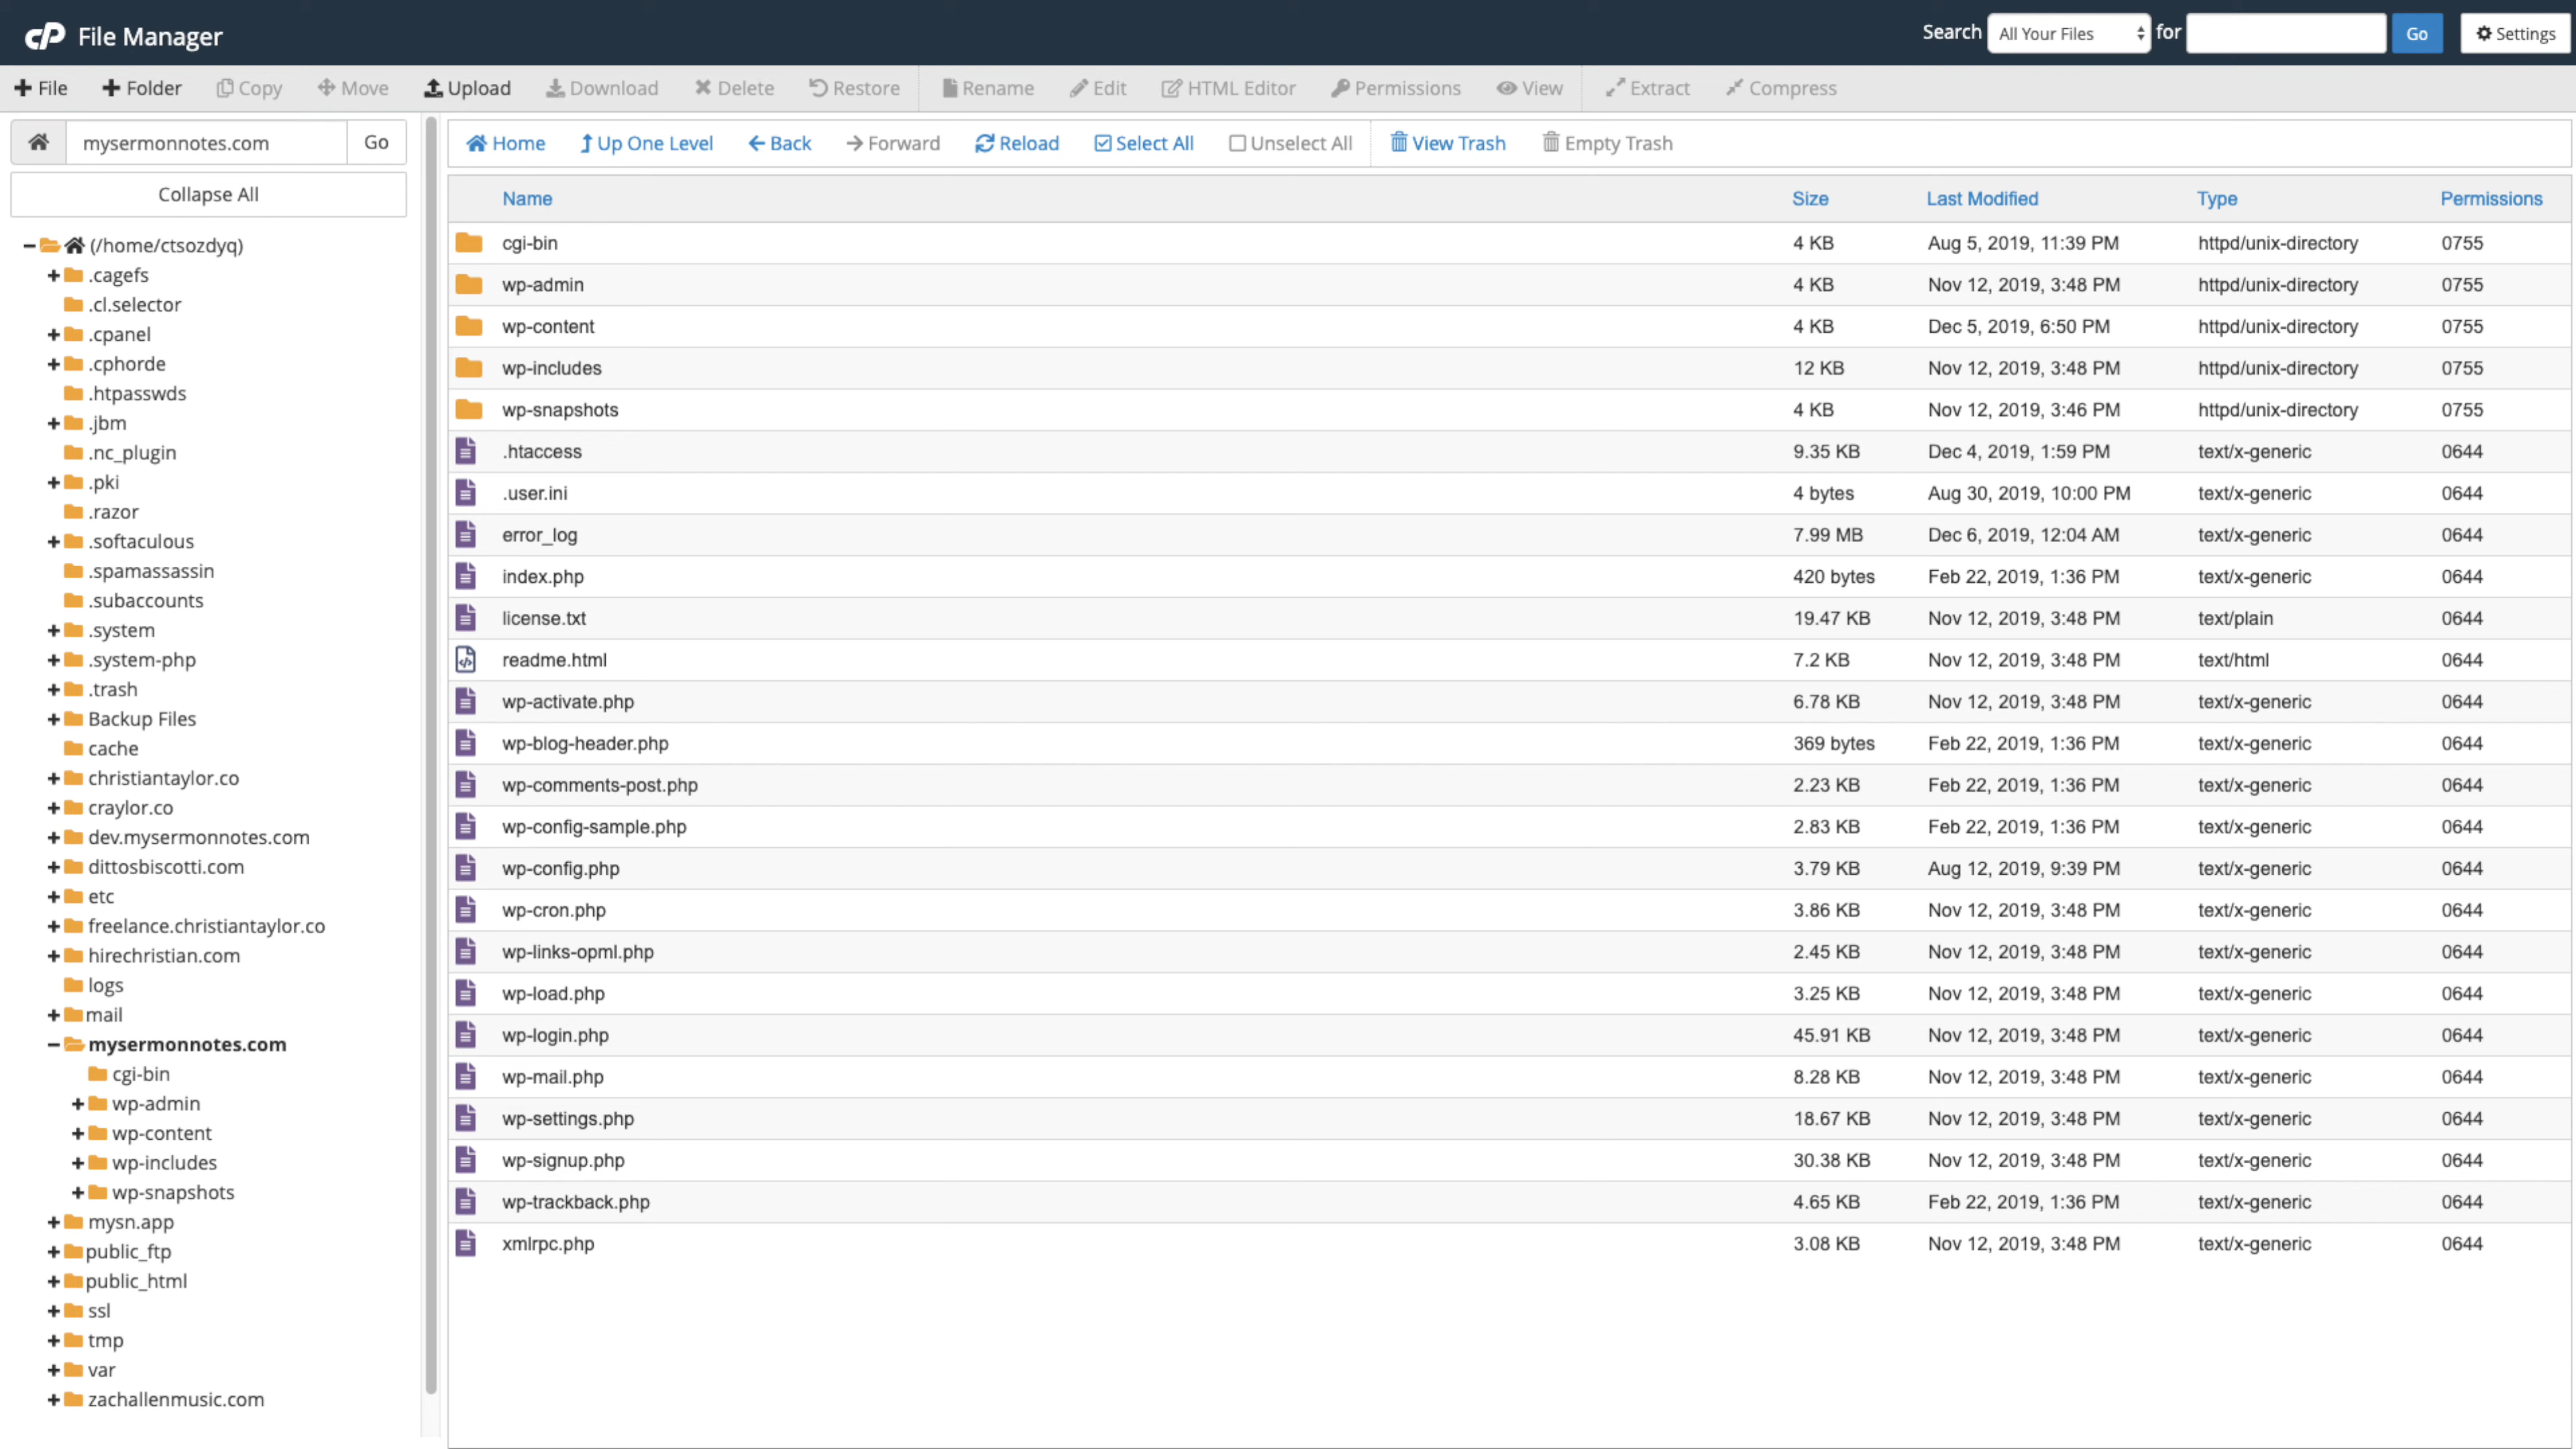 cP File Manager
Search All Your Files for Go Settings
File Folder Copy Move Upload Download Delete Restore Rename Edit HTML Editor Permissions View Extract Compress
mysermonnotes.com Go
Collapse All
(/home/ctsozdyq)
.cagefs
.cl.selector
.cpanel
.cphorde
.htpasswds
.jbm
.nc_plugin
.pki
.razor
.softaculous
.spamassassin
.subaccounts
.system
.system-php
.trash
Backup Files
cache
christiantaylor.co
craylor.co
dev.mysermonnotes.com
dittosbiscotti.com
etc
freelance.christiantaylor.co
hirechristian.com
logs
mail
mysermonnotes.com
cgi-bin
wp-admin
wp-content
wp-includes
wp-snapshots
mysn.app
public_ftp
public_html
ssl
tmp
var
zachallenmusic.com
Home Up One Level Back Forward Reload Select All Unselect All View Trash Empty Trash
Name Size Last Modified Type Permissions
cgi-bin 4 KB Aug 5, 2019, 11:39 PM httpd/unix-directory 0755
wp-admin 4 KB Nov 12, 2019, 3:48 PM httpd/unix-directory 0755
wp-content 4 KB Dec 5, 2019, 6:50 PM httpd/unix-directory 0755
wp-includes 12 KB Nov 12, 2019, 3:48 PM httpd/unix-directory 0755
wp-snapshots 4 KB Nov 12, 2019, 3:46 PM httpd/unix-directory 0755
.htaccess 9.35 KB Dec 4, 2019, 1:59 PM text/x-generic 0644
.user.ini 4 bytes Aug 30, 2019, 10:00 PM text/x-generic 0644
error_log 7.99 MB Dec 6, 2019, 12:04 AM text/x-generic 0644
index.php 420 bytes Feb 22, 2019, 1:36 PM text/x-generic 0644
license.txt 19.47 KB Nov 12, 2019, 3:48 PM text/plain 0644
readme.html 7.2 KB Nov 12, 2019, 3:48 PM text/html 0644
wp-activate.php 6.78 KB Nov 12, 2019, 3:48 PM text/x-generic 0644
wp-blog-header.php 369 bytes Feb 22, 2019, 1:36 PM text/x-generic 0644
wp-comments-post.php 2.23 KB Feb 22, 2019, 1:36 PM text/x-generic 0644
wp-config-sample.php 2.83 KB Feb 22, 2019, 1:36 PM text/x-generic 0644
wp-config.php 3.79 KB Aug 12, 2019, 9:39 PM text/x-generic 0644
wp-cron.php 3.86 KB Nov 12, 2019, 3:48 PM text/x-generic 0644
wp-links-opml.php 2.45 KB Nov 12, 2019, 3:48 PM text/x-generic 0644
wp-load.php 3.25 KB Nov 12, 2019, 3:48 PM text/x-generic 0644
wp-login.php 45.91 KB Nov 12, 2019, 3:48 PM text/x-generic 0644
wp-mail.php 8.28 KB Nov 12, 2019, 3:48 PM text/x-generic 0644
wp-settings.php 18.67 KB Nov 12, 2019, 3:48 PM text/x-generic 0644
wp-signup.php 30.38 KB Nov 12, 2019, 3:48 PM text/x-generic 0644
wp-trackback.php 4.65 KB Feb 22, 2019, 1:36 PM text/x-generic 0644
xmlrpc.php 3.08 KB Nov 12, 2019, 3:48 PM text/x-generic 0644